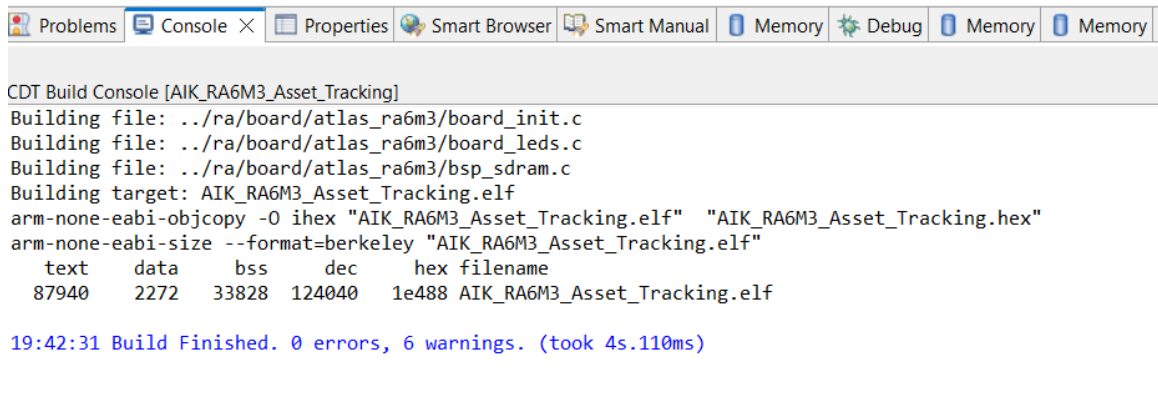 Problems Console Properties Smart Browser Smart Manual Memory Debug Memory Memory
CDT Build Console [AIK_RA6M3_Asset_Tracking]
Building file: ../ra/board/atlas_ra6m3/board_init.c
Building file: ../ra/board/atlas_ra6m3/board_leds.c
Building file: ../ra/board/atlas_ra6m3/bsp_sdram.c
Building target: AIK_RA6M3_Asset_Tracking.elf
arm-none-eabi-objcopy -O ihex "AIK_RA6M3_Asset_Tracking.elf"  "AIK_RA6M3_Asset_Tracking.hex"
arm-none-eabi-size --format=berkeley "AIK_RA6M3_Asset_Tracking.elf"
   text    data     bss     dec     hex filename
  87940    2272   33828  124040   1e488 AIK_RA6M3_Asset_Tracking.elf
19:42:31 Build Finished. 0 errors, 6 warnings. (took 4s.110ms)